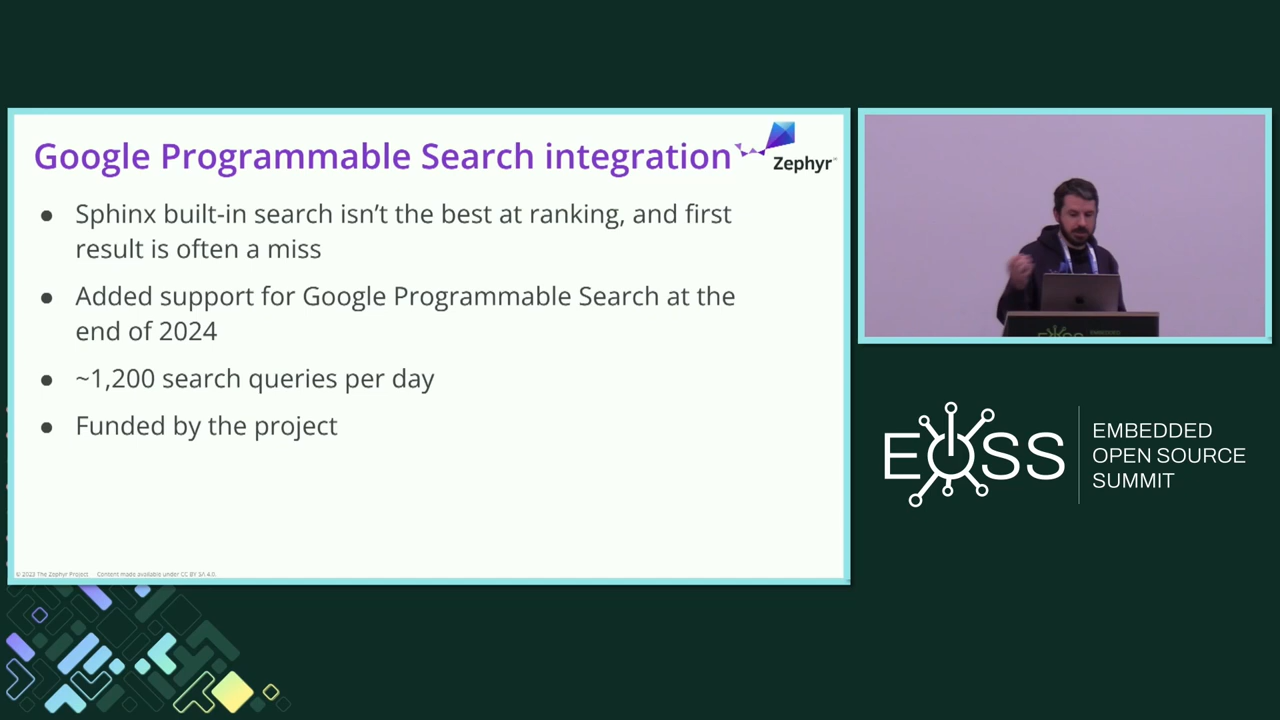 Google Programmable Search integration
Zephyr
● Sphinx built-in search isn’t the best at ranking, and first
result is often a miss
● Added support for Google Programmable Search at the
end of 2024
● ~1,200 search queries per day
● Funded by the project
© 2023 The Zephyr Project Content made available under CC BY SA 4.0.
EOSS
EMBEDDED
OPEN SOURCE
SUMMIT